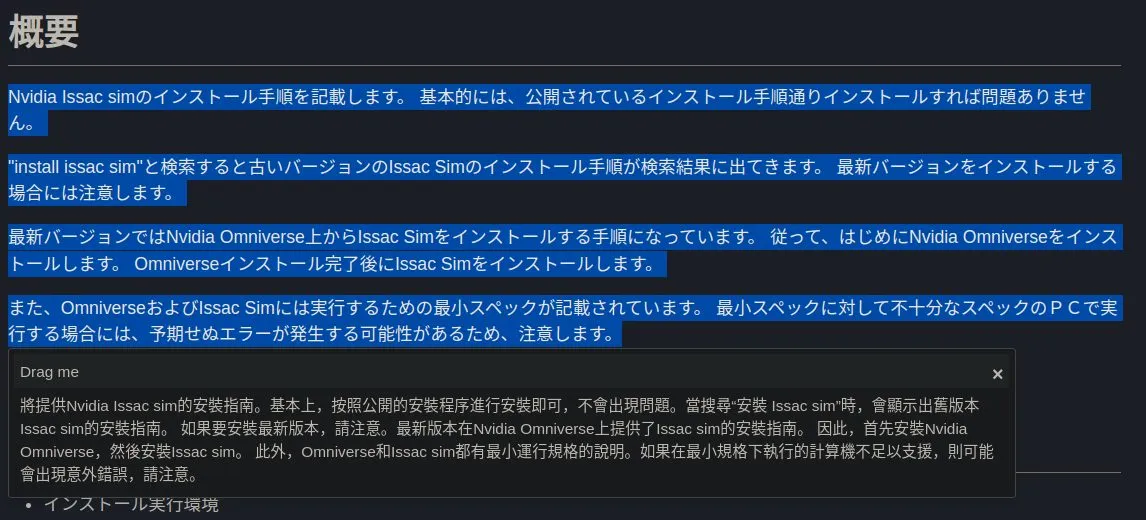 概要
Nvidia Issac simのインストール手順を記載します。 基本的には、公開されているインストール手順通りインストールすれば問題ありませ
ん。
"install issac sim"と検索すると古いバージョンのIssac Simのインストール手順が検索結果に出てきます。 最新バージョンをインストールする
場合には注意します。
最新バージョンではNvidia Omniverse上からIssac Simをインストールする手順になっています。 従って、はじめにNvidia Omniverseをインス
トールします。 Omniverseインストール完了後にIssac Simをインストールします。
また、OmniverseおよびIssac Simには実行するための最小スペックが記載されています。 最小スペックに対して不十分なスペックのＰＣで実
行する場合には、予期せぬエラーが発生する可能性があるため、注意します。
Drag me ×
將提供Nvidia Issac sim的安裝指南。基本上，按照公開的安裝程序進行安裝即可，不會出現問題。當搜尋“安裝 Issac sim”時，會顯示出舊版本
Issac sim的安裝指南。 如果要安裝最新版本，請注意。最新版本在Nvidia Omniverse上提供了Issac sim的安裝指南。 因此，首先安裝Nvidia
Omniverse，然後安裝Issac sim。 此外，Omniverse和Issac sim都有最小運行規格的說明。如果在最小規格下執行的計算機不足以支援，則可能
會出現意外錯誤，請注意。
• インストール実行環境